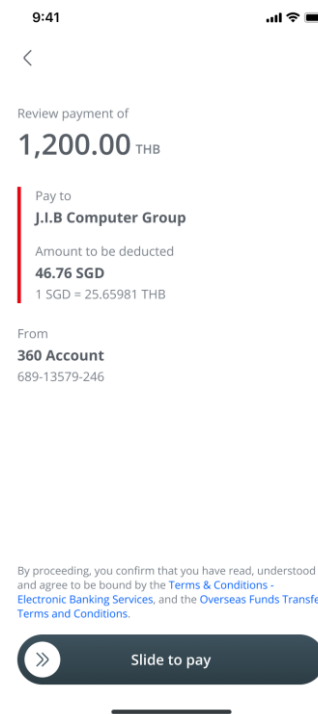 9:41
Review payment of
1,200.00 THB
Pay to
J.I.B Computer Group
Amount to be deducted
46.76 SGD
1 SGD = 25.65981 THB
From
360 Account
689-13579-246
By proceeding, you confirm that you have read, understood
and agree to be bound by the Terms & Conditions -
Electronic Banking Services, and the Overseas Funds Transfe
Terms and Conditions.
Slide to pay